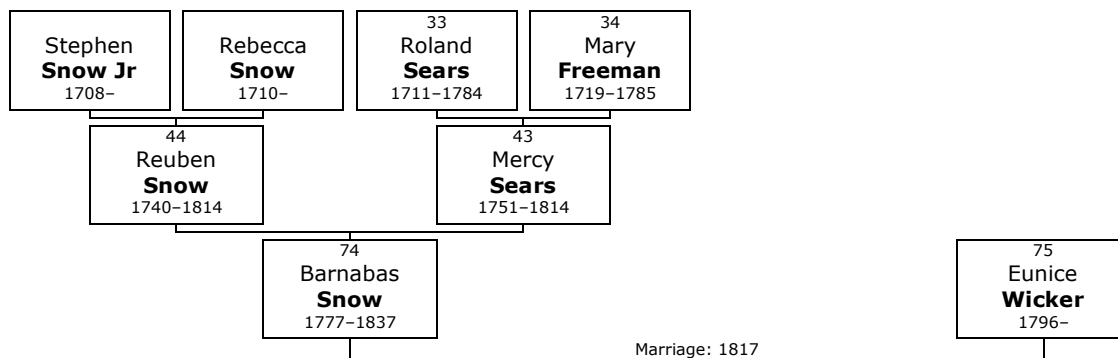 Stephen
Snow Jr
1708–
Rebecca
Snow
1710–
33
Roland
Sears
1711–1784
34
Mary
Freeman
1719–1785
44
Reuben
Snow
1740–1814
43
Mercy
Sears
1751–1814
74
Barnabas
Snow
1777–1837
75
Eunice
Wicker
1796–
Marriage: 1817